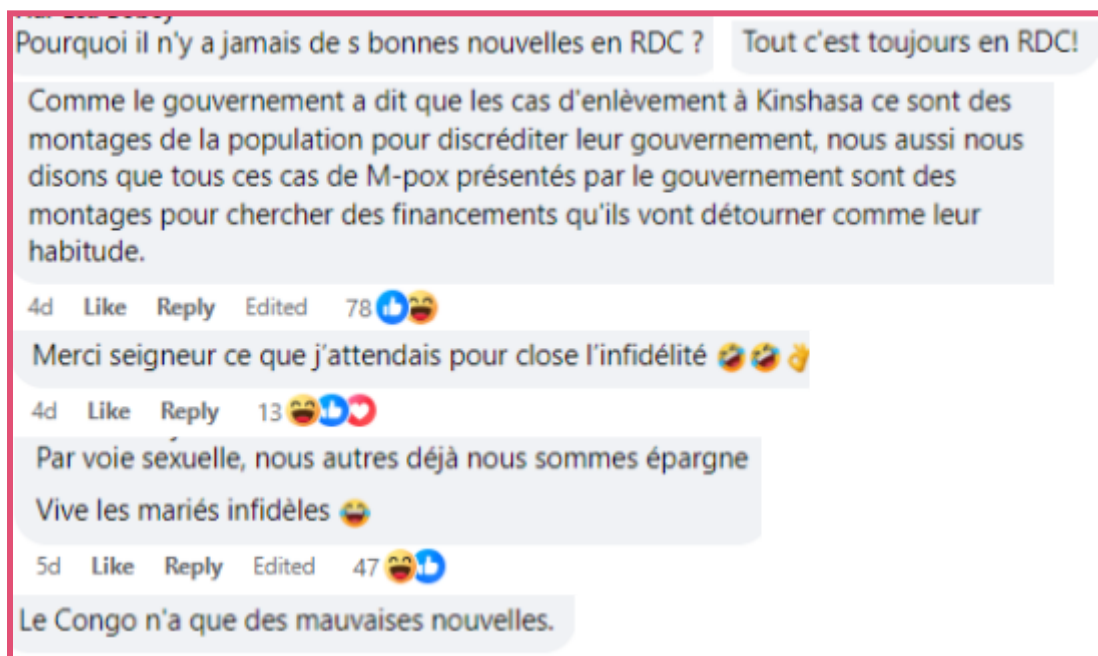 Pourquoi il n'y a jamais de s bonnes nouvelles en RDC ?
Tout c'est toujours en RDC!
Comme le gouvernement a dit que les cas d'enlèvement à Kinshasa ce sont des
montages de la population pour discréditer leur gouvernement, nous aussi nous
disons que tous ces cas de M-pox présentés par le gouvernement sont des
montages pour chercher des financements qu'ils vont détourner comme leur
habitude.
4d Like Reply Edited 78 👍😆
Merci seigneur ce que j'attendais pour close l'infidélité 🤣🤣👌
4d Like Reply 13 😆👍❤️
Par voie sexuelle, nous autres déjà nous sommes épargne
Vive les mariés infidèles 😂
5d Like Reply Edited 47 😆👍
Le Congo n'a que des mauvaises nouvelles.